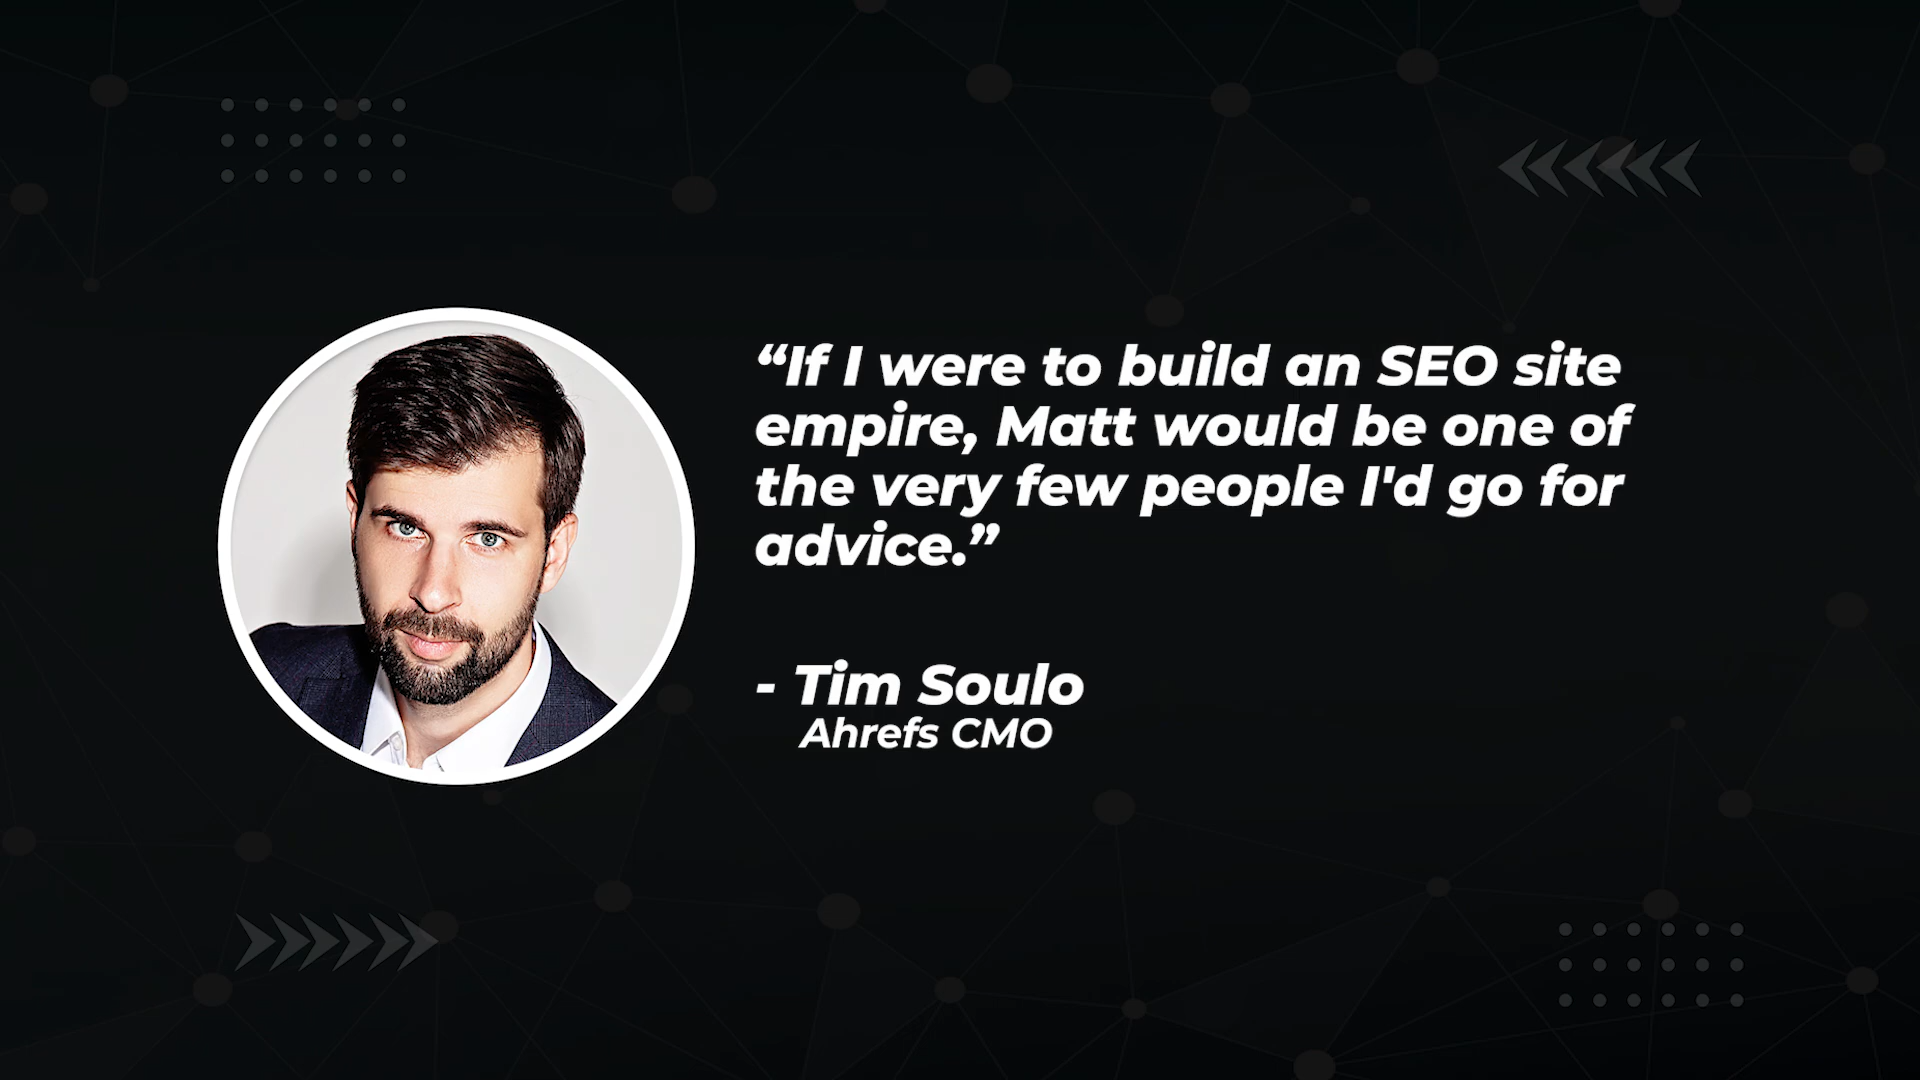 “If I were to build an SEO site
empire, Matt would be one of
the very few people I'd go for
advice.”
- Tim Soulo
Ahrefs CMO